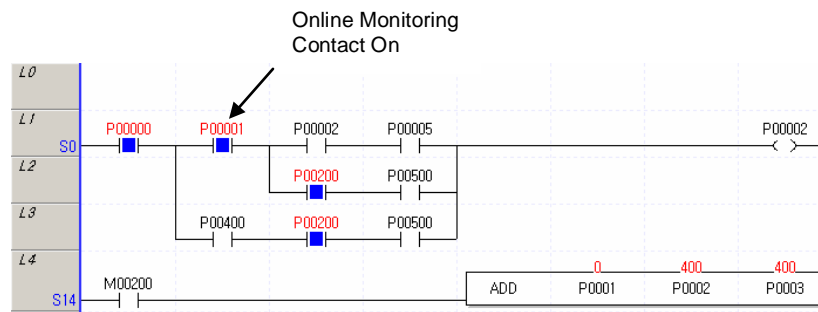 Online Monitoring
Contact On
L0
L1
P00000 P00001 P00002 P00005 P00002
S0
L2
P00200 P00500
L3
P00400 P00200 P00500
L4
0 400 400
M00200
ADD P0001 P0002 P0003
S14